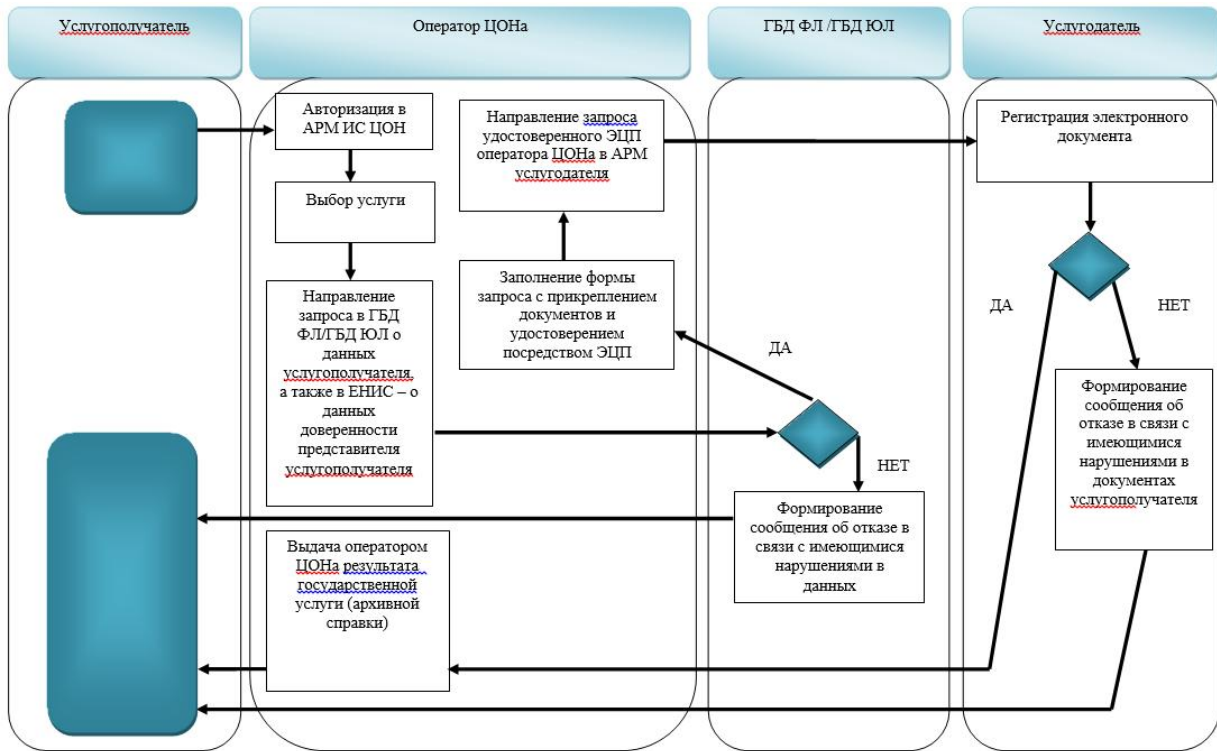 Услугополучатель
Оператор ЦОНа
ГБД ФЛ /ГБД ЮЛ
Услугодатель
Авторизация в
АРМ ИС ЦОН
Выбор услуги
Направление
запроса в ГБД
ФЛ/ГБД ЮЛ о
данных
услугополучателя,
а также в ЕНИС – о
данных
доверенности
представителя
услугополучателя
Выдача оператором
ЦОНа результата
государственной
услуги (архивной
справки)
Направление запроса
удостоверенного ЭЦП
оператора ЦОНа в АРМ
услугодателя
Заполнение формы
запроса с прикреплением
документов и
удостоверением
посредством ЭЦП
ДА
НЕТ
Формирование
сообщения об отказе в
связи с имеющимися
нарушениями в
данных
Регистрация электронного
документа
ДА
НЕТ
Формирование
сообщения об
отказе в связи с
имеющимися
нарушениями в
документах
услугополучателя